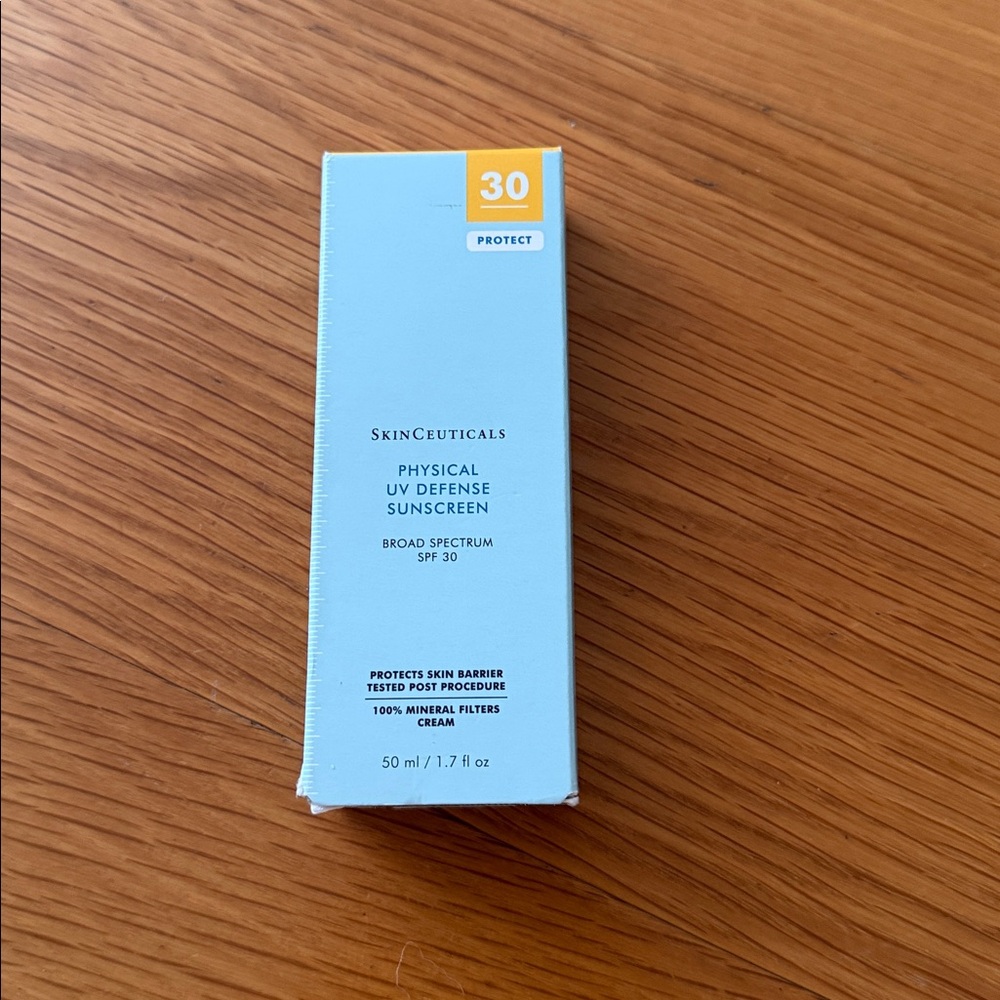 30
PROTECT
SKINCEUTICALS
PHYSICAL
UV DEFENSE
SUNSCREEN
BROAD SPECTRUM
SPF 30
PROTECTS SKIN BARRIER
TESTED POST PROCEDURE
100% MINERAL FILTERS
CREAM
50 ml / 1.7 fl oz